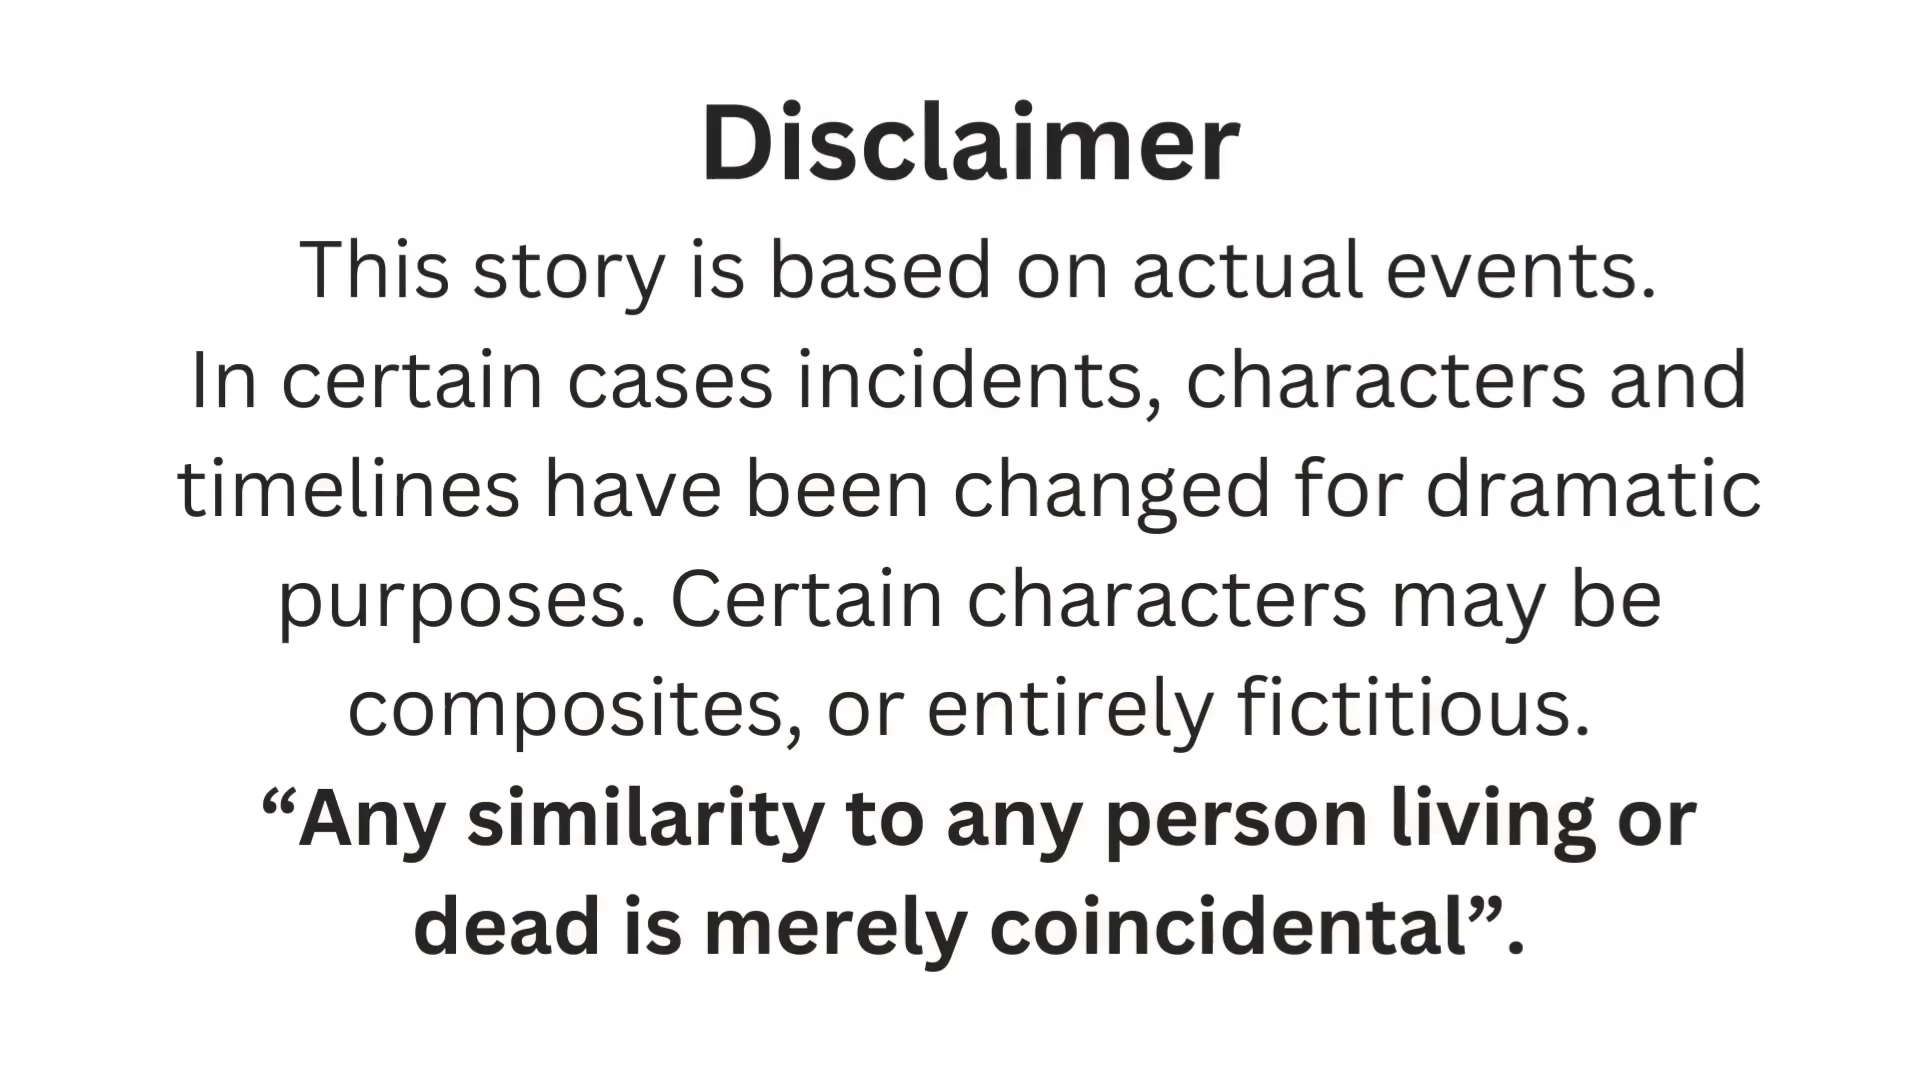 Disclaimer
This story is based on actual events.
In certain cases incidents, characters and
timelines have been changed for dramatic
purposes. Certain characters may be
composites, or entirely fictitious.
“Any similarity to any person living or
dead is merely coincidental”.